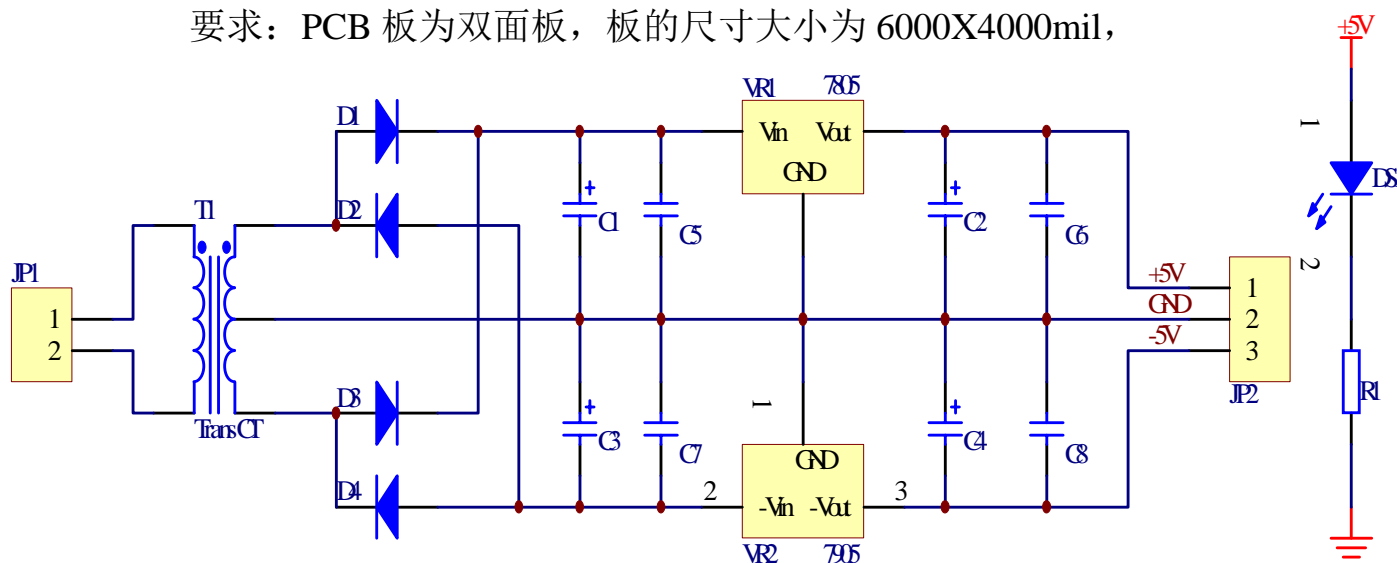 要求：PCB 板为双面板，板的尺寸大小为 6000X4000mil，
+5V
VR1 7805
D1
Vin Vout
GND
1
DS
D2
T1
C1
C5
C2
C6
2
JP1
1
2
+5V
GND
-5V
1
2
3
JP2
R1
D3
TransCT
1
C3
C7
C4
C8
GND
D4
2
-Vin -Vout
3
VR2 7905